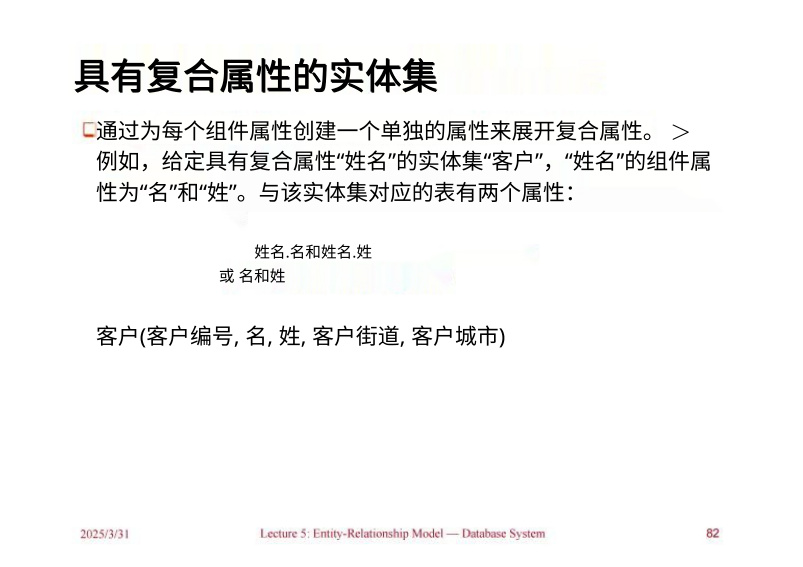 具有复合属性的实体集
通过为每个组件属性创建一个单独的属性来展开复合属性。 ＞
例如，给定具有复合属性“姓名”的实体集“客户”，“姓名”的组件属
性为“名”和“姓”。与该实体集对应的表有两个属性：
姓名.名和姓名.姓
或 名和姓
客户(客户编号, 名, 姓, 客户街道, 客户城市)
2025/3/31
Lecture 5: Entity-Relationship Model — Database System
82